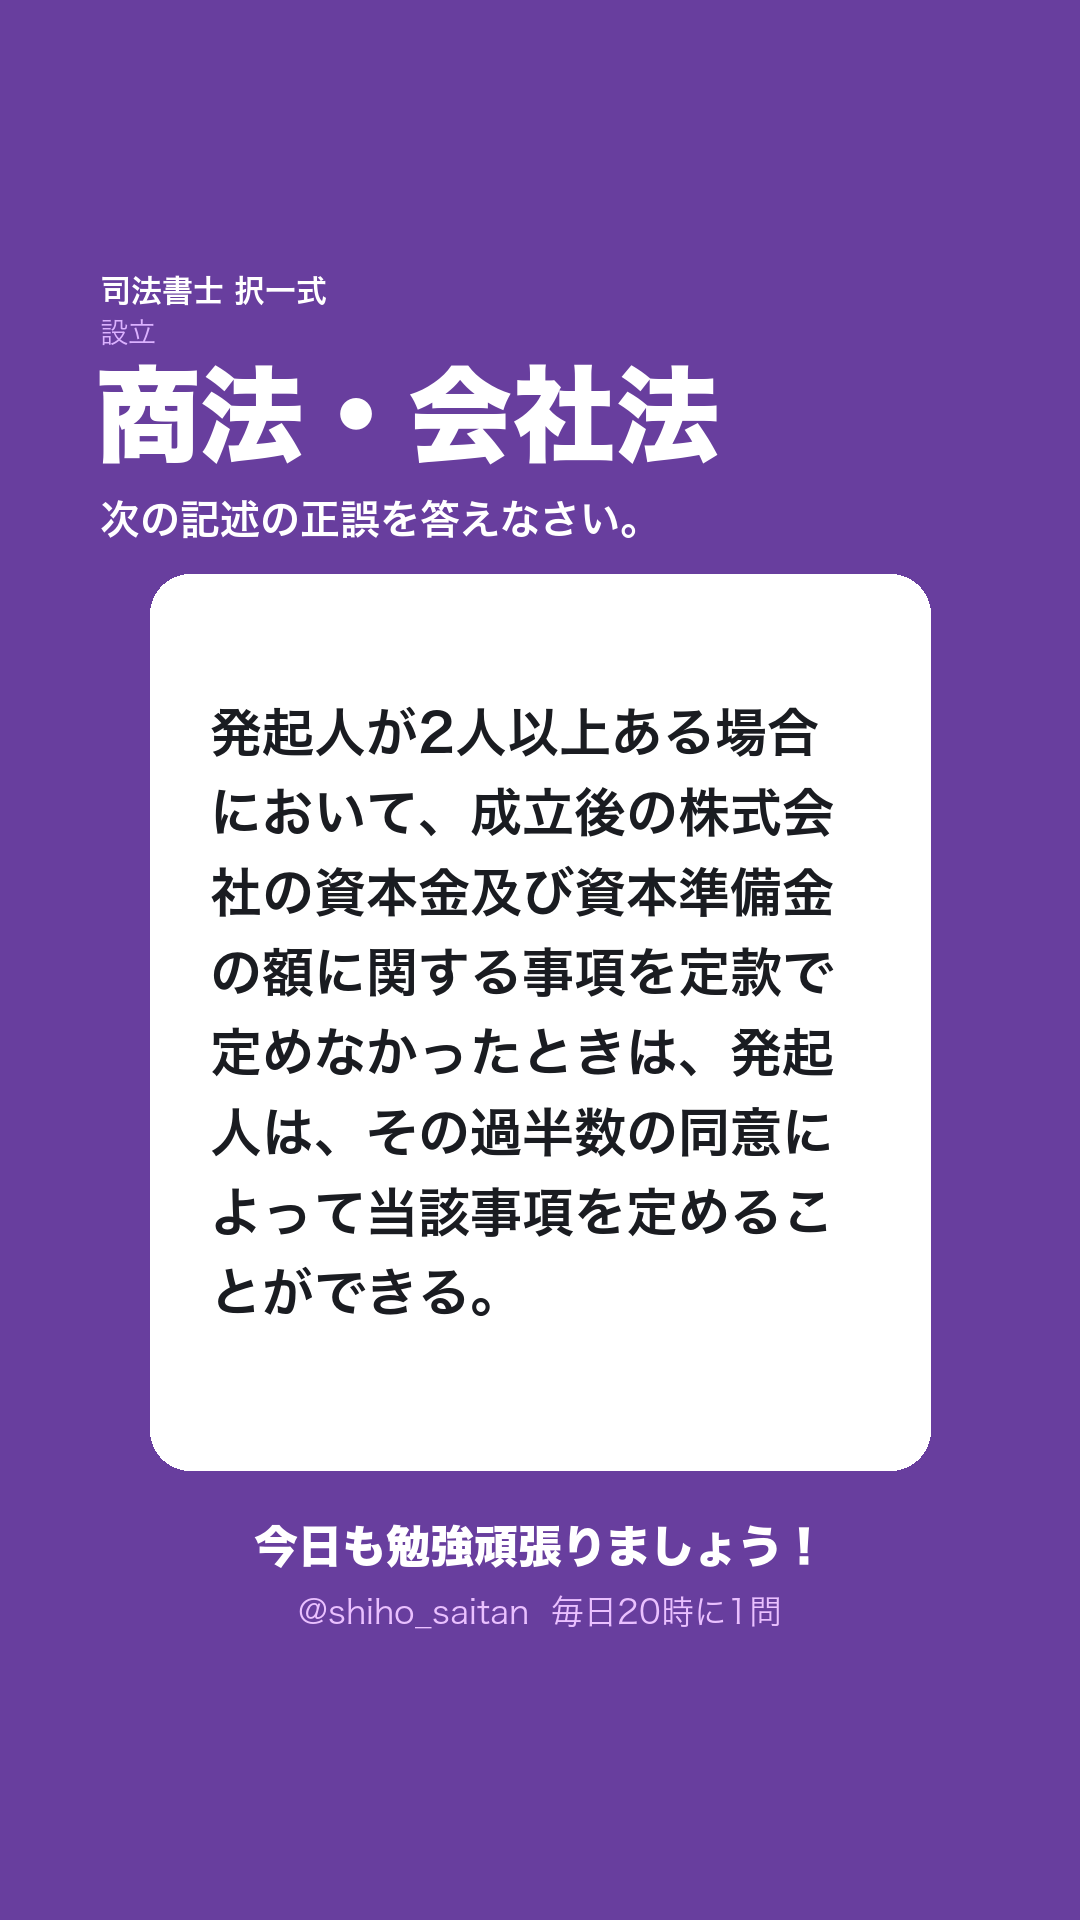 司法書士 択一式
設立
商法・会社法
次の記述の正誤を答えなさい。
発起人が2人以上ある場合
において、成立後の株式会
社の資本金及び資本準備金
の額に関する事項を定款で
定めなかったときは、発起
人は、その過半数の同意に
よって当該事項を定めるこ
とができる。
今日も勉強頑張りましょう！
@shiho_saitan 毎日20時に1問